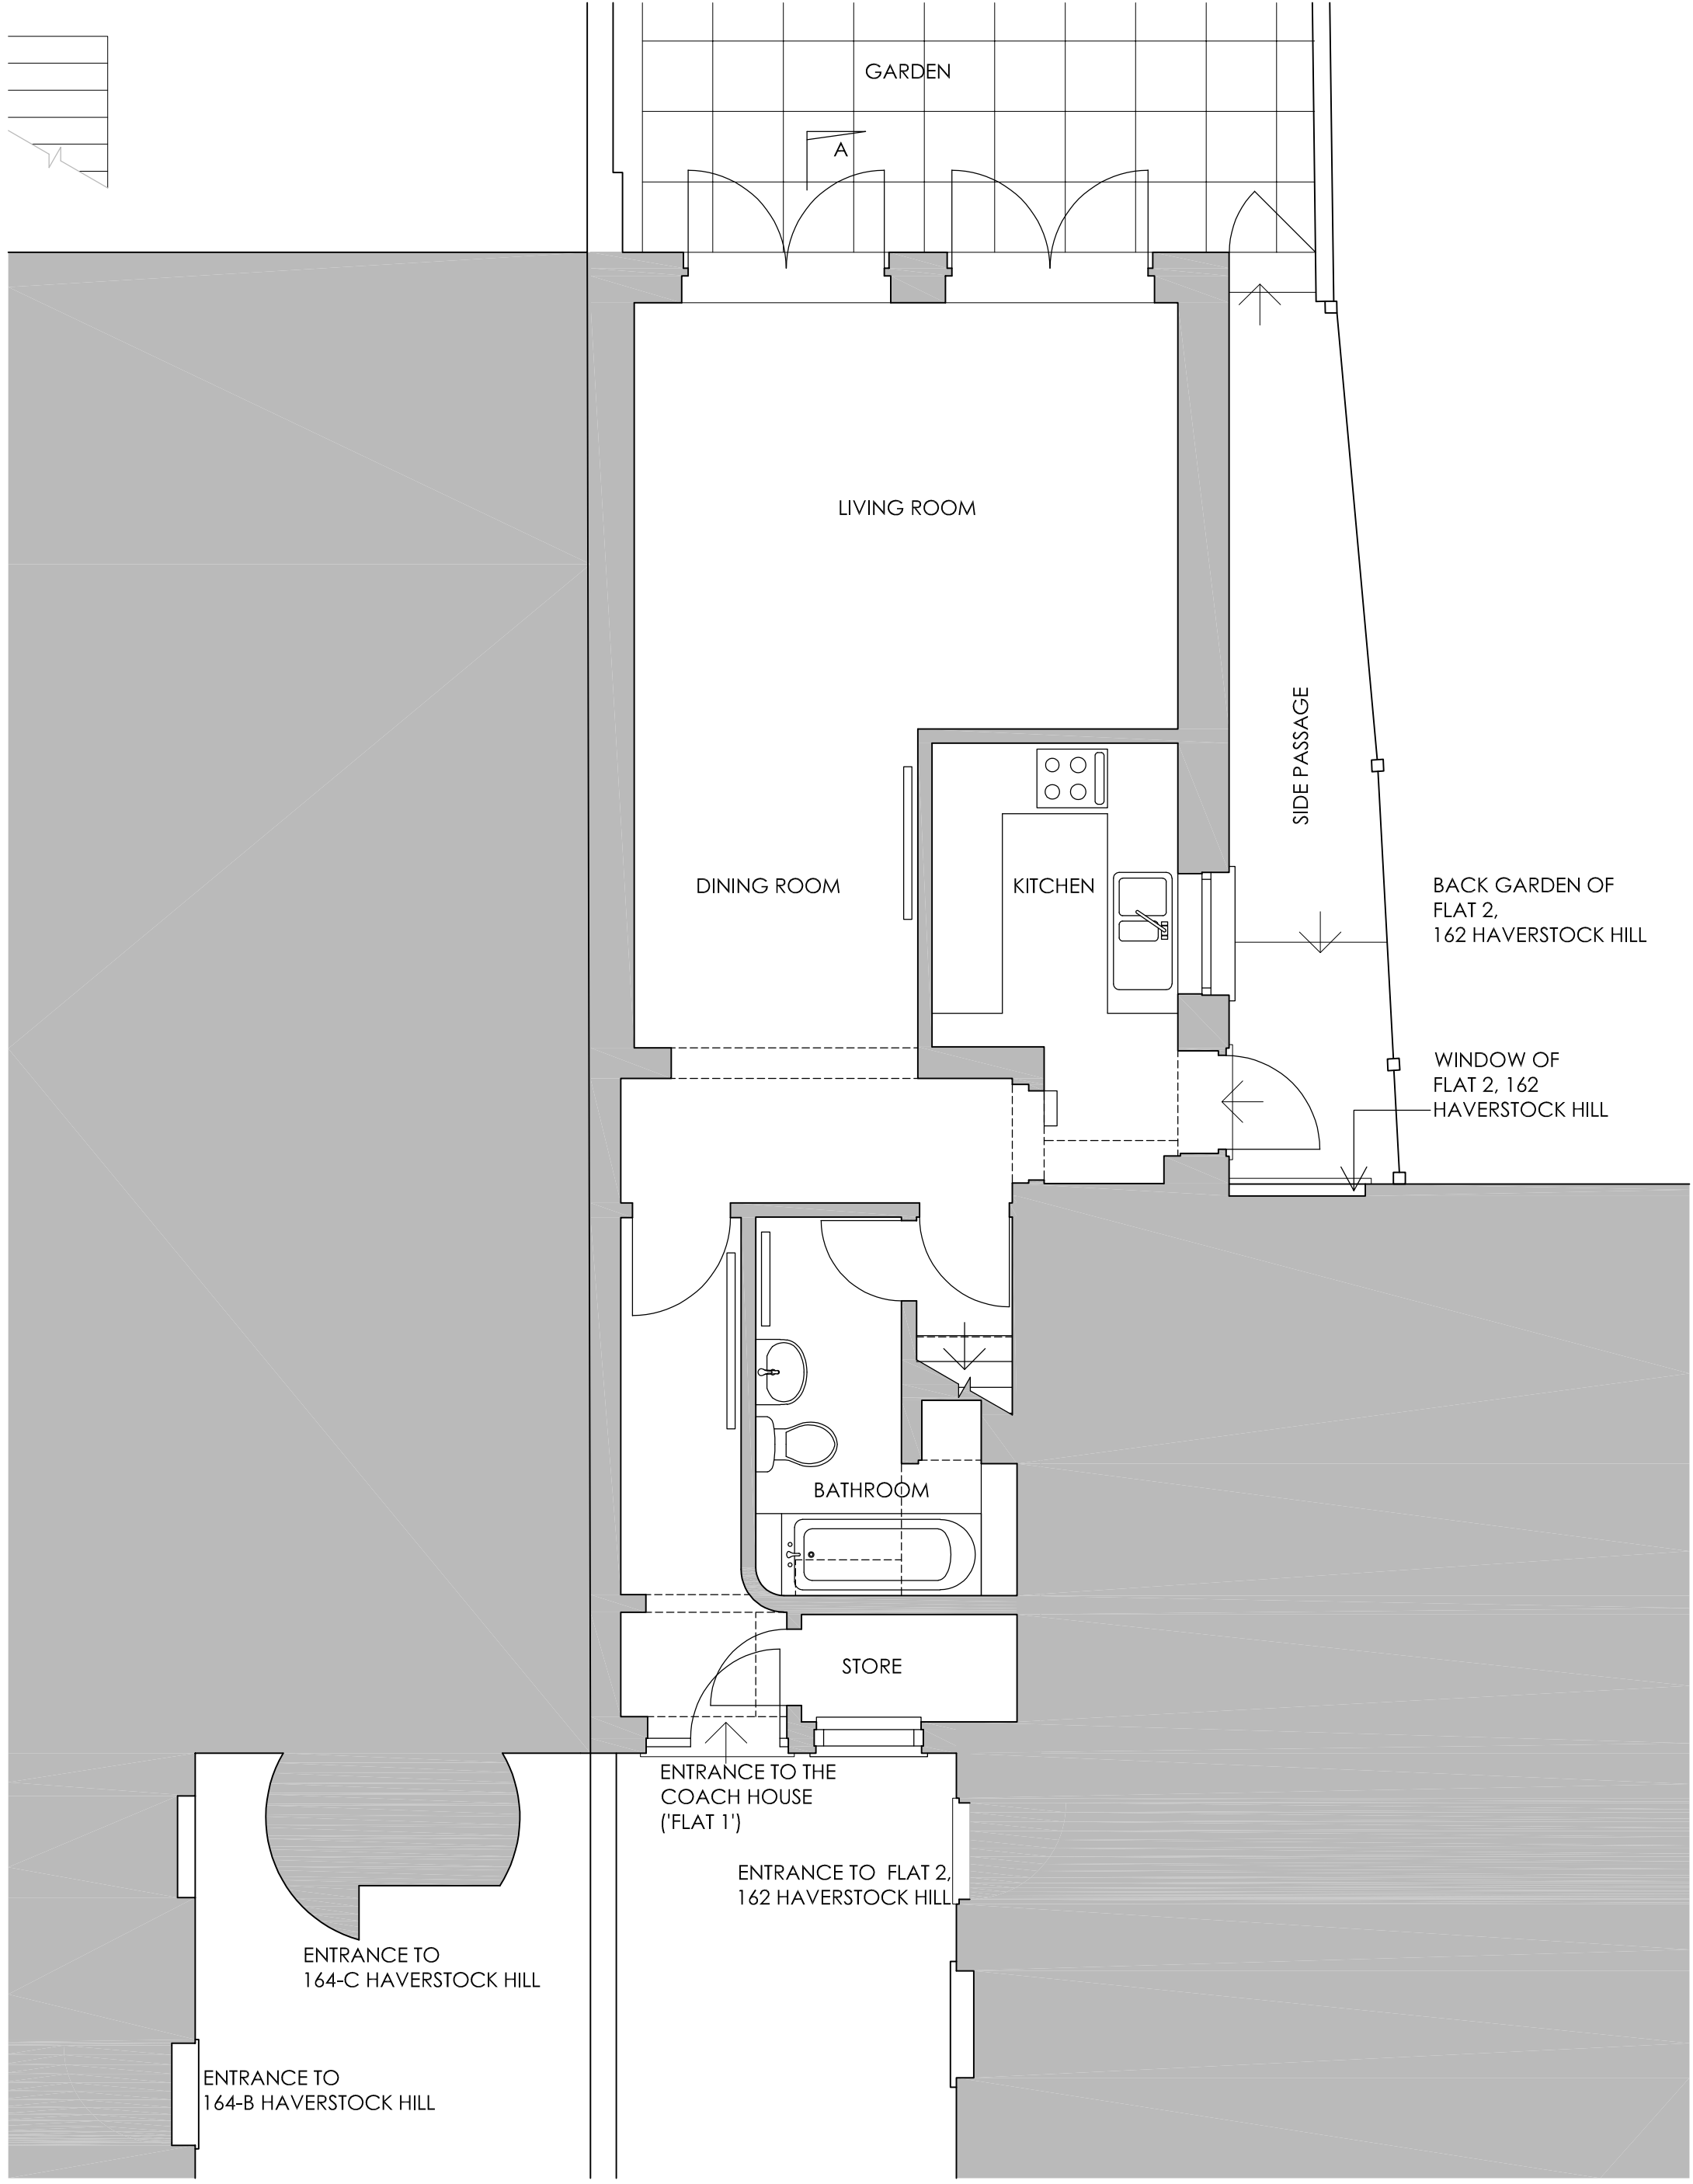 GARDEN
A
LIVING ROOM
SIDE PASSAGE
DINING ROOM
KITCHEN
BACK GARDEN OF
FLAT 2,
162 HAVERSTOCK HILL
WINDOW OF
FLAT 2, 162
HAVERSTOCK HILL
BATHROOM
STORE
ENTRANCE TO THE
COACH HOUSE
('FLAT 1')
ENTRANCE TO FLAT 2,
162 HAVERSTOCK HILL
ENTRANCE TO
164-C HAVERSTOCK HILL
ENTRANCE TO
164-B HAVERSTOCK HILL